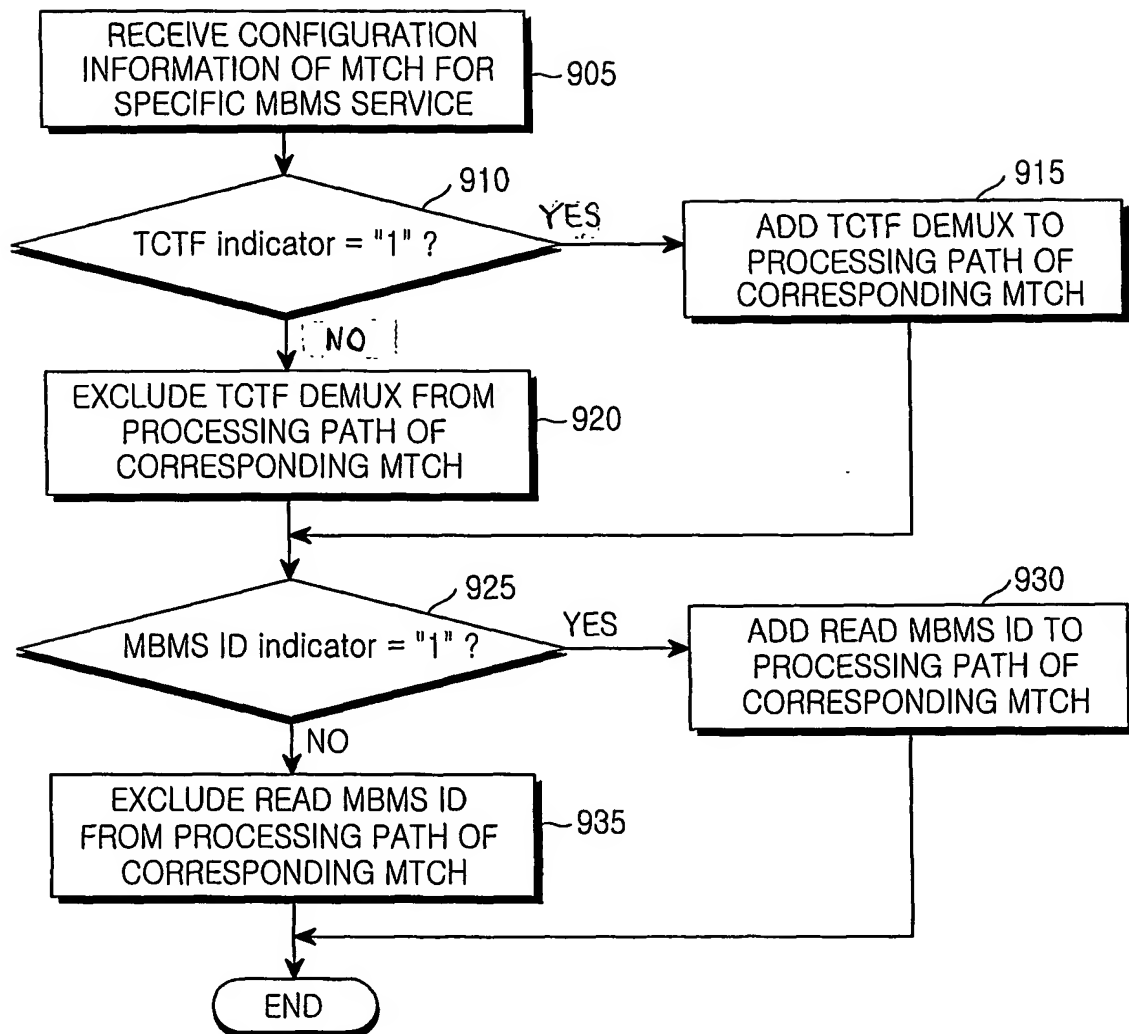 RECEIVE CONFIGURATION
INFORMATION OF MTCH FOR
SPECIFIC MBMS SERVICE
905
910
TCTF indicator = "1" ?
YES
915
ADD TCTF DEMUX TO
PROCESSING PATH OF
CORRESPONDING MTCH
NO
EXCLUDE TCTF DEMUX FROM
PROCESSING PATH OF
CORRESPONDING MTCH
920
925
MBMS ID indicator = "1" ?
YES
930
ADD READ MBMS ID TO
PROCESSING PATH OF
CORRESPONDING MTCH
NO
EXCLUDE READ MBMS ID
FROM PROCESSING PATH OF
CORRESPONDING MTCH
935
END